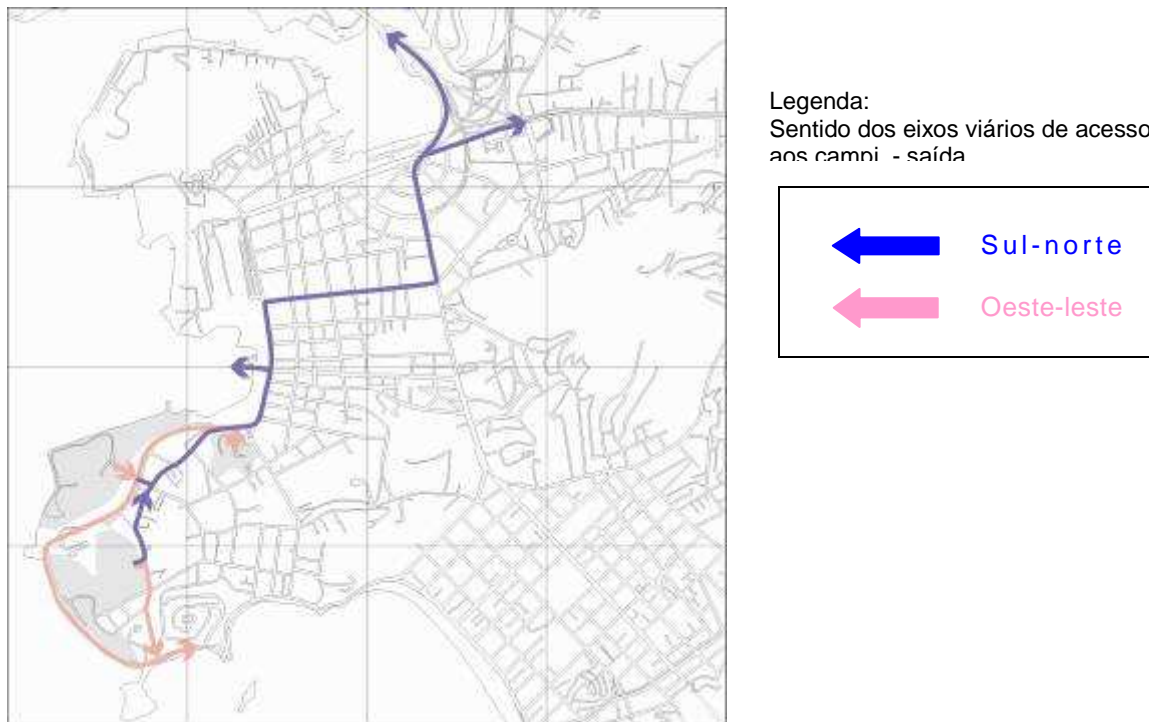 Legenda:
Sentido dos eixos viários de acesso
aos campi - saída
Sul-norte
Oeste-leste